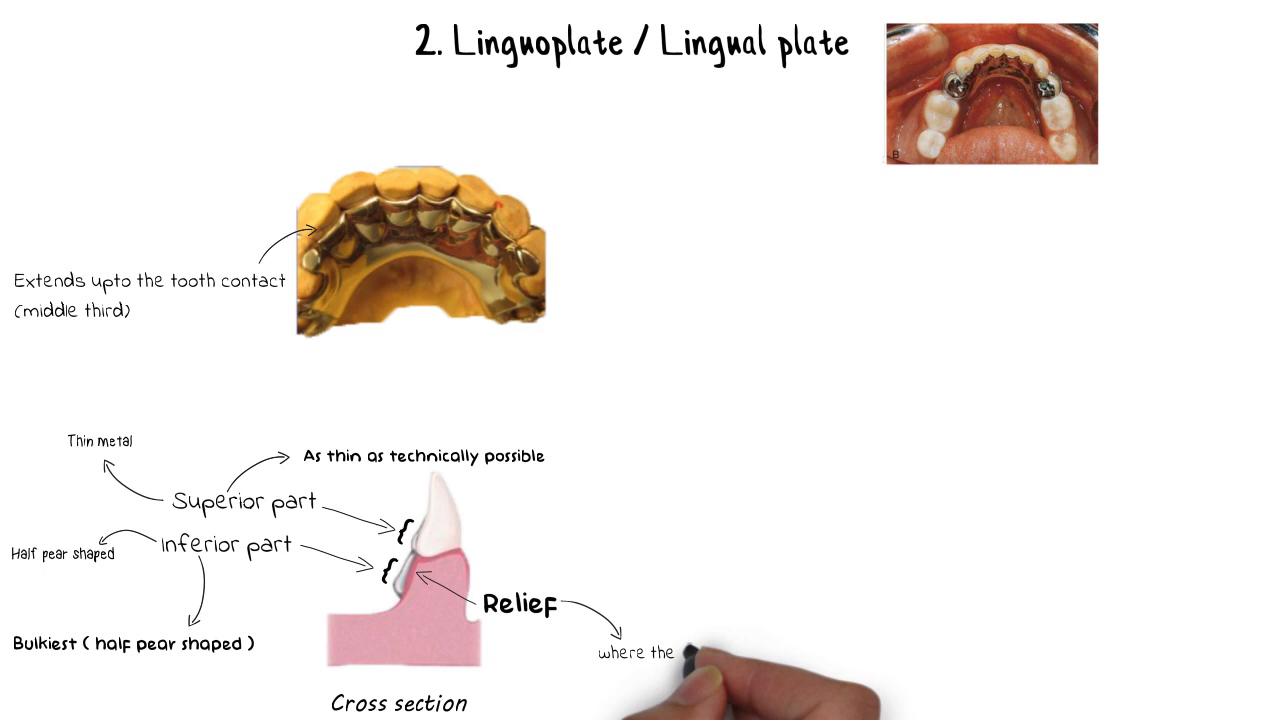 2. Linguoplate / Lingual plate
B
Extends upto the tooth contact
(middle third)
Thin metal
As thin as technically possible
Superior part
Inferior part
Half pear shaped
Relief
Bulkiest ( half pear shaped )
where the
Cross section